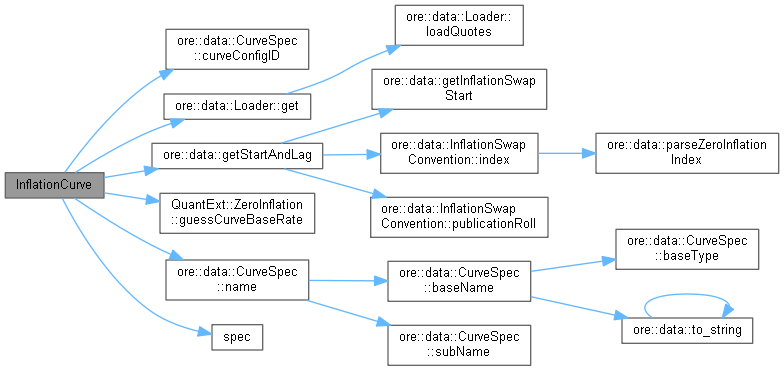 InflationCurve
ore::data::CurveSpec
::curveConfigID
ore::data::Loader::get
ore::data::Loader::
loadQuotes
ore::data::getStartAndLag
ore::data::getInflationSwap
Start
ore::data::InflationSwap
Convention::index
ore::data::parseZeroInflation
Index
ore::data::InflationSwap
Convention::publicationRoll
QuantExt::ZeroInflation
::guessCurveBaseRate
ore::data::CurveSpec
::name
ore::data::CurveSpec
::baseName
ore::data::CurveSpec
::baseType
ore::data::to_string
ore::data::CurveSpec
::subName
spec